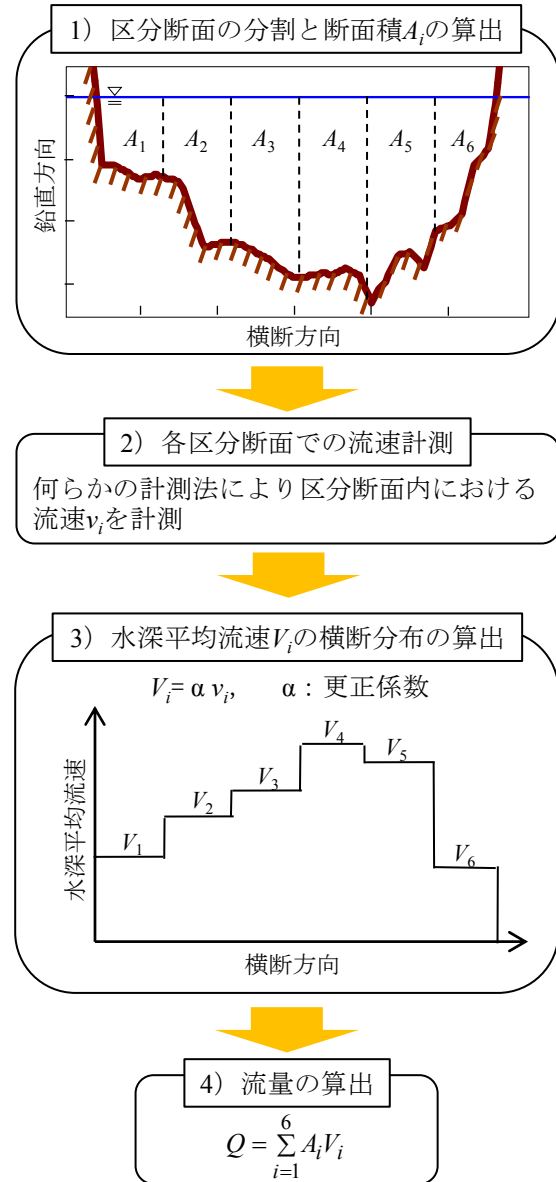 1）区分断面の分割と断面積Aiの算出
A1 A2 A3 A4 A5 A6
鉛直方向
横断方向
2）各区分断面での流速計測
何らかの計測法により区分断面内における
流速viを計測
3）水深平均流速Viの横断分布の算出
Vi= α vi, α：更正係数
水深平均流速
V1 V2 V3 V4 V5 V6
横断方向
4）流量の算出
Q = 6∑i=1 AiVi